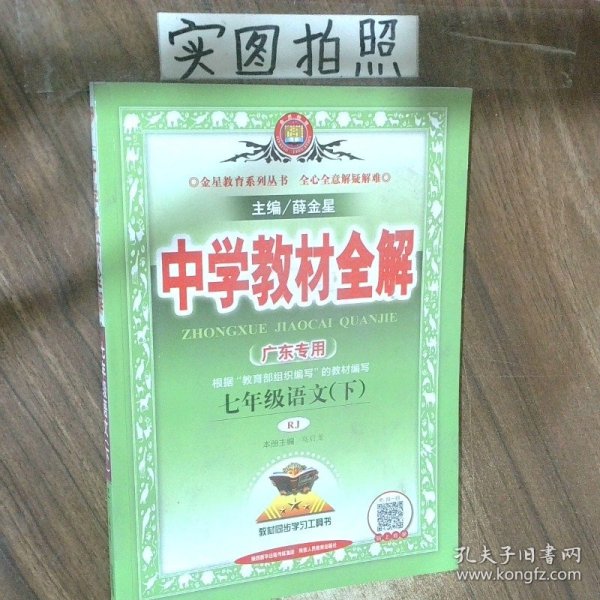 实图拍照
◎金星教育系列丛书 全心全意解疑解难◎
主编/薛金星
中学教材全解
ZHONGXUE JIAOCAI QUANJIE
广东专用
根据“教育部组织编写”的教材编写
七年级语文(下)
RJ
本册主编
教材同步学习工具书
孔夫子旧书网
www.kongfz.com